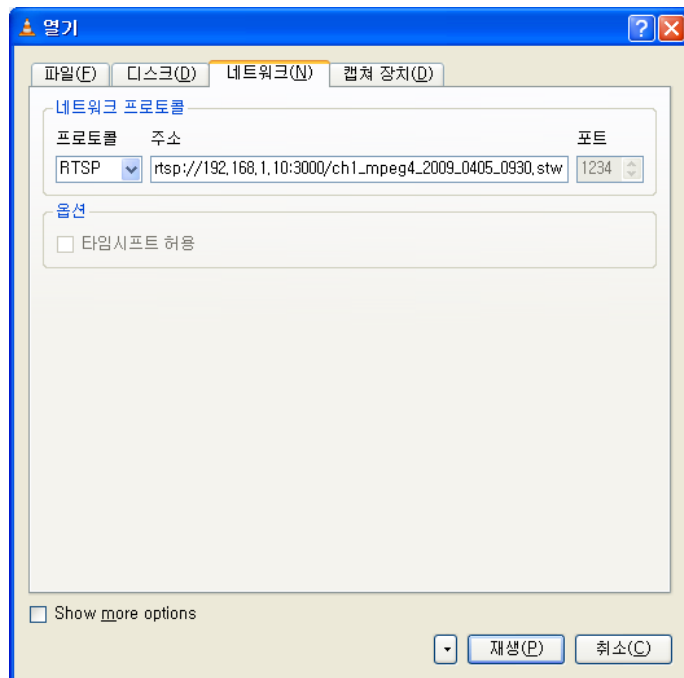 열기
파일(F) 디스크(D) 네트워크(N) 캡쳐 장치(D)
네트워크 프로토콜
프로토콜 주소 포트
RTSP rtsp://192,168,1,10:3000/ch1_mpeg4_2009_0405_0930,stw 1234
옵션
타임시프트 허용
Show more options
재생(P) 취소(C)